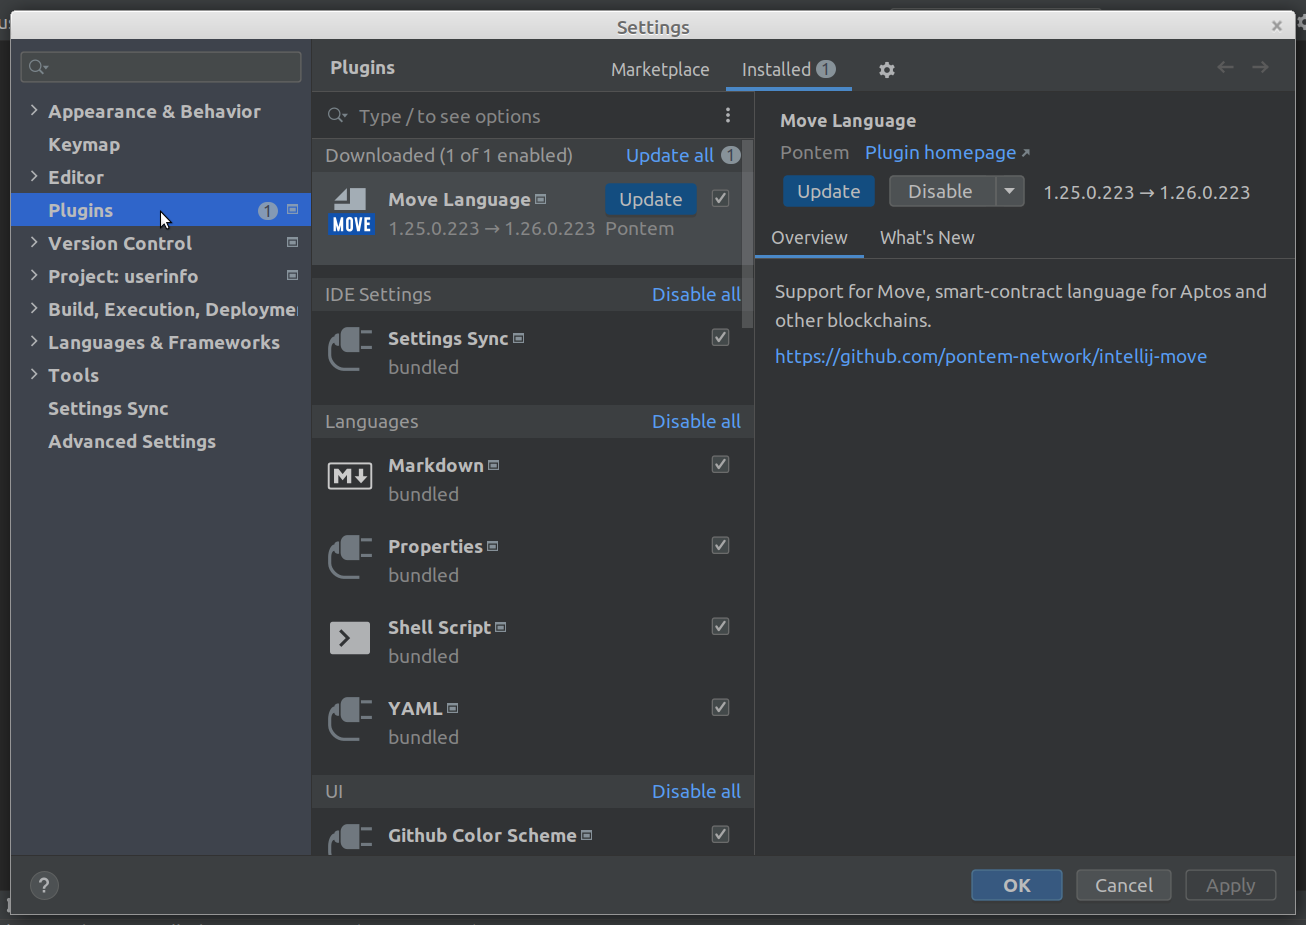 Settings
Appearance & Behavior
Keymap
Editor
Plugins 1
Version Control
Project: userinfo
Build, Execution, Deployme
Languages & Frameworks
Tools
Settings Sync
Advanced Settings
Plugins Marketplace Installed 1
Type / to see options
Downloaded (1 of 1 enabled) Update all 1
MOVE
Move Language Update
1.25.0.223 → 1.26.0.223 Pontem
IDE Settings Disable all
Settings Sync
bundled
Languages Disable all
M
Markdown
bundled
Properties
bundled
Shell Script
bundled
YAML
bundled
UI Disable all
Github Color Scheme
Move Language
Pontem Plugin homepage ↗
Update Disable 1.25.0.223 → 1.26.0.223
Overview What's New
Support for Move, smart-contract language for Aptos and
other blockchains.
https://github.com/pontem-network/intellij-move
? OK Cancel Apply